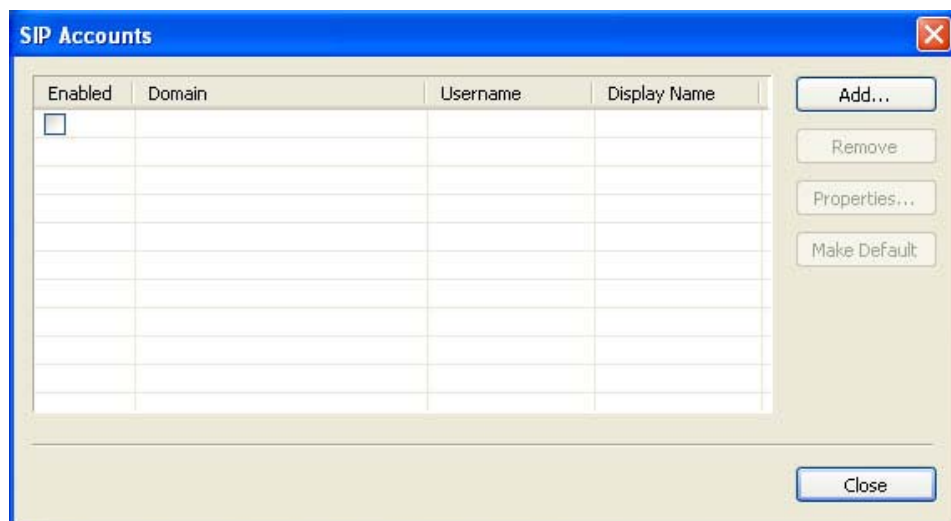 SIP Accounts
Enabled Domain Username Display Name
Add...
Remove
Properties...
Make Default
Close